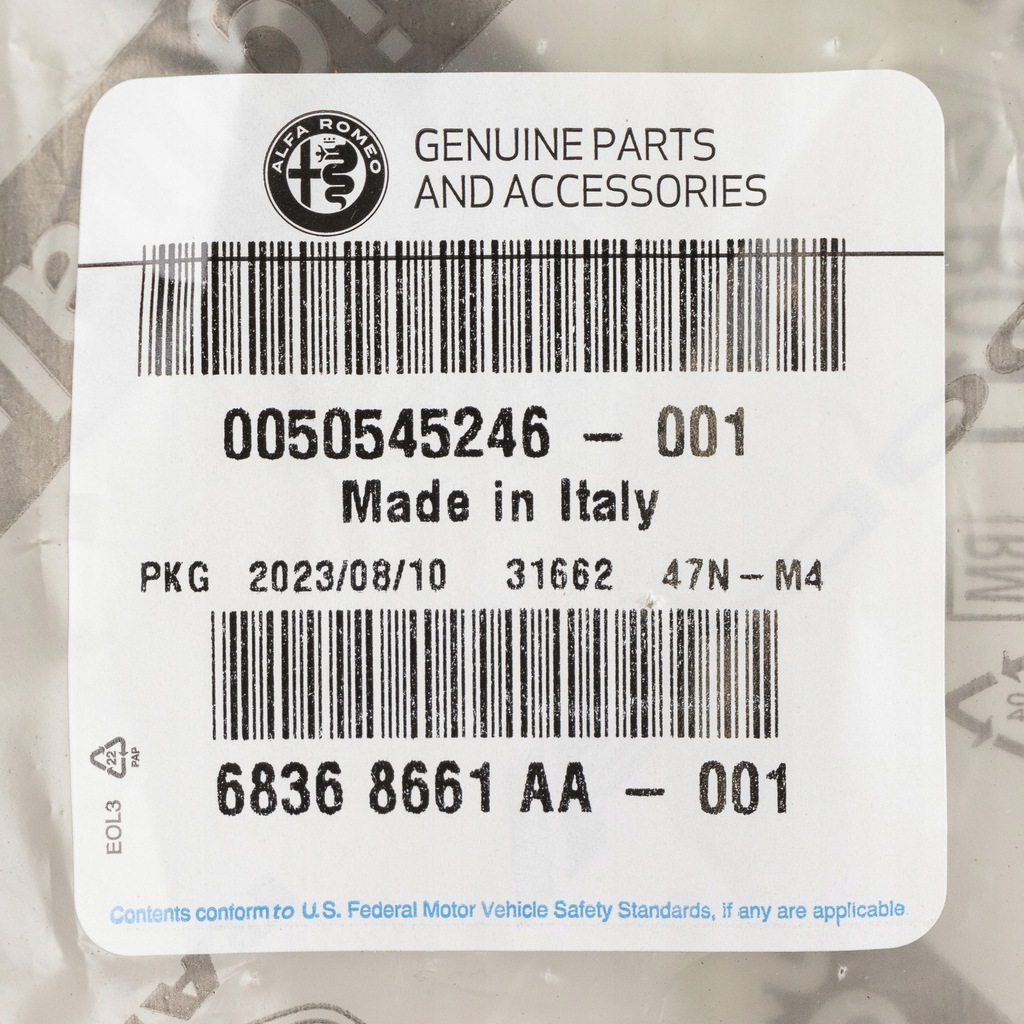 ALFA ROMEO
GENUINE PARTS
AND ACCESSORIES
0050545246 - 001
Made in Italy
PKG 2023/08/10 31662 47N-M4
6836 8661 AA - 001
22
PAP
EOL3
Contents conform to U.S. Federal Motor Vehicle Safety Standards, if any are applicable